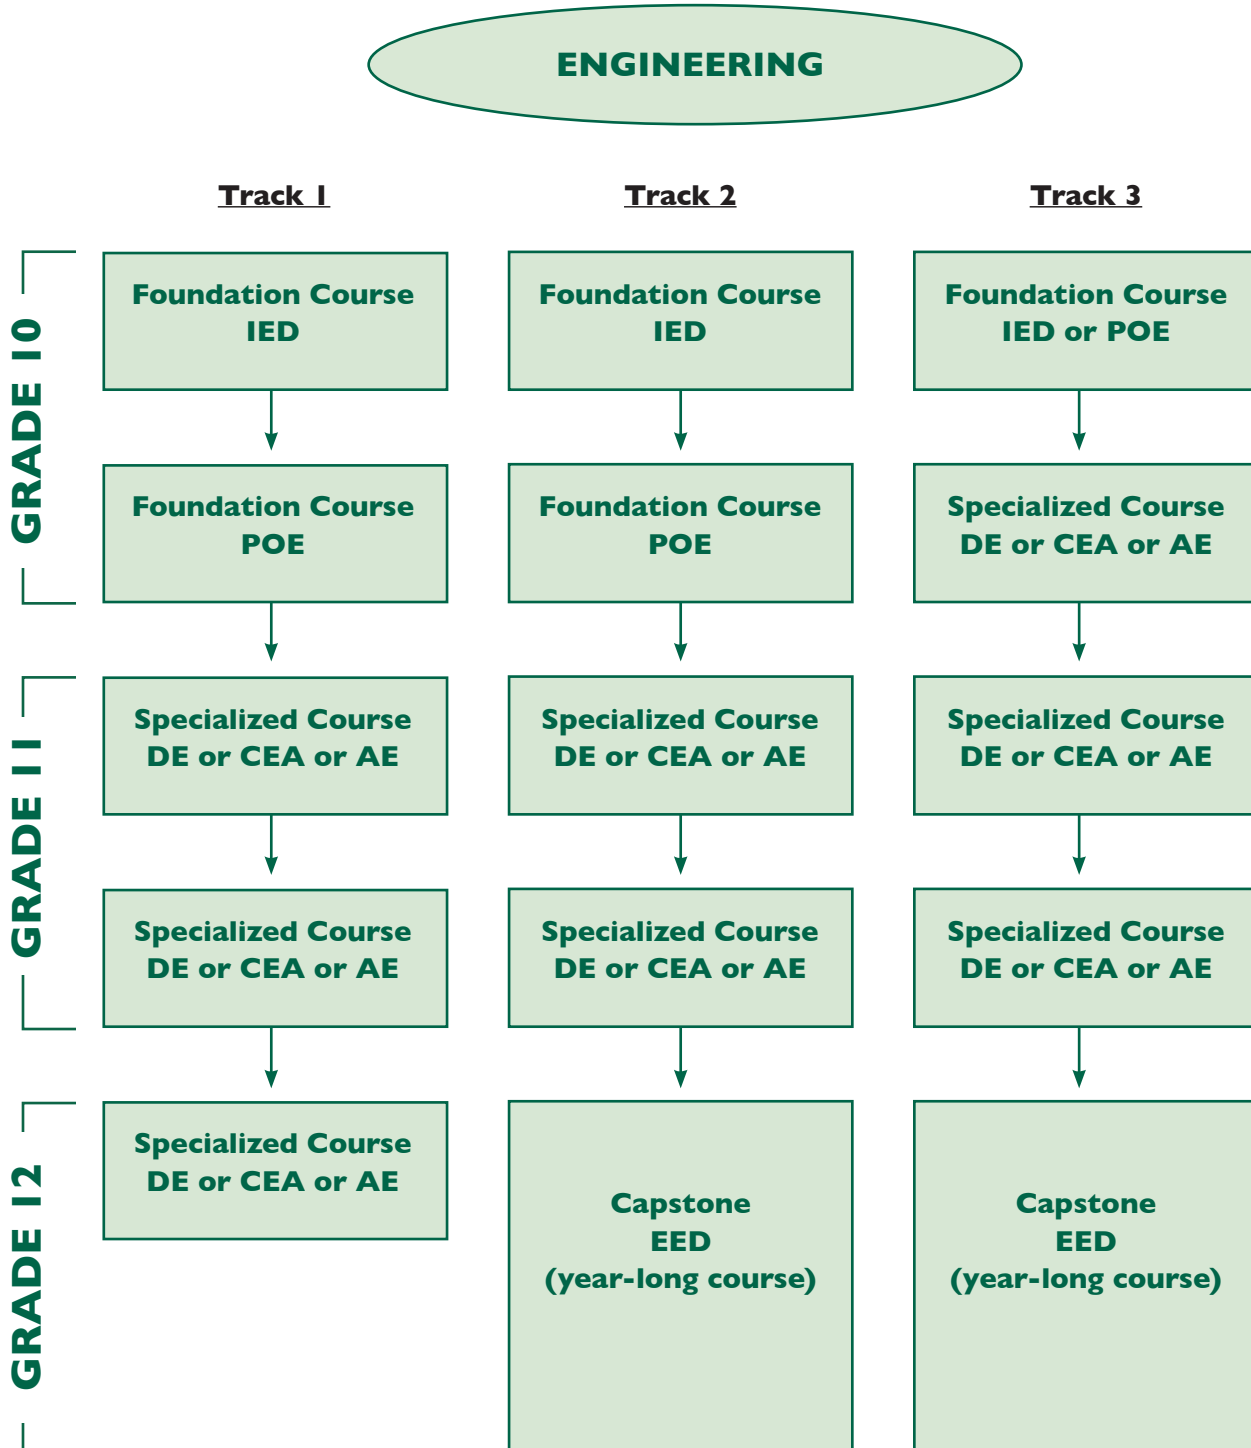 ENGINEERING
Track 1
Track 2
Track 3
GRADE 10
Foundation Course
IED
Foundation Course
IED
Foundation Course
IED or POE
Foundation Course
POE
Foundation Course
POE
Specialized Course
DE or CEA or AE
GRADE 11
Specialized Course
DE or CEA or AE
Specialized Course
DE or CEA or AE
Specialized Course
DE or CEA or AE
Specialized Course
DE or CEA or AE
Specialized Course
DE or CEA or AE
Specialized Course
DE or CEA or AE
GRADE 12
Specialized Course
DE or CEA or AE
Capstone
EED
(year-long course)
Capstone
EED
(year-long course)